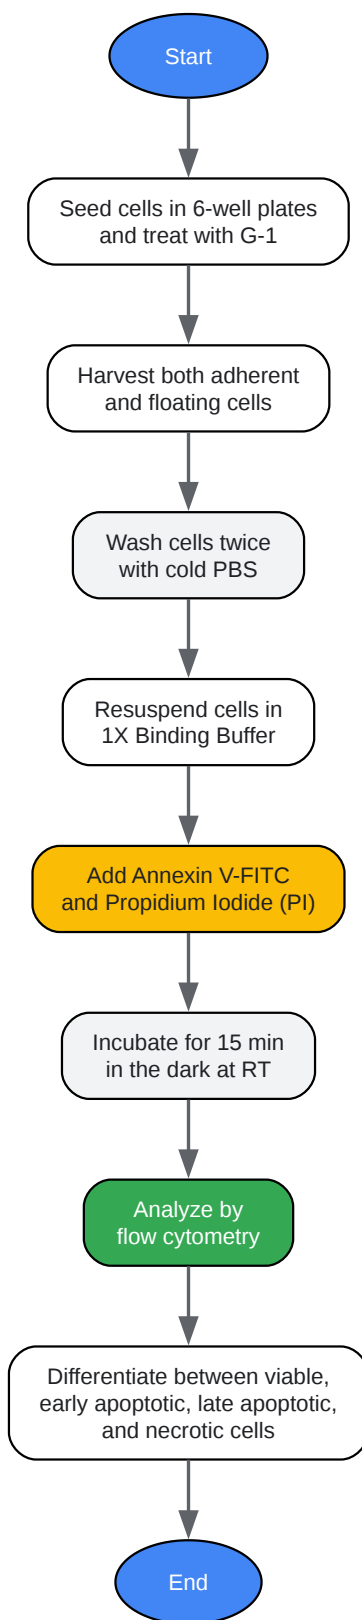 Start
Seed cells in 6-well plates
and treat with G-1
Harvest both adherent
and floating cells
Wash cells twice
with cold PBS
Resuspend cells in
1X Binding Buffer
Add Annexin V-FITC
and Propidium Iodide (PI)
Incubate for 15 min
in the dark at RT
Analyze by
flow cytometry
Differentiate between viable,
early apoptotic, late apoptotic,
and necrotic cells
End